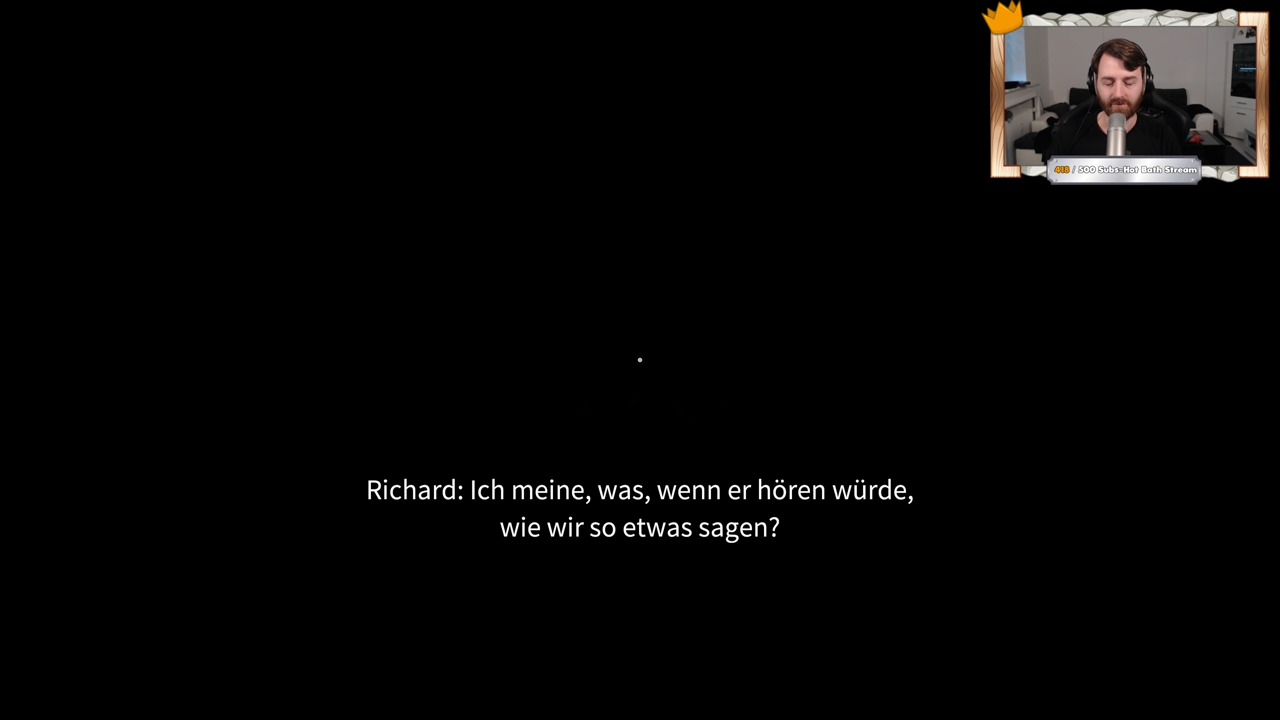 418 / 500 Subs-Hot Bath Stream
Richard: Ich meine, was, wenn er hören würde,
wie wir so etwas sagen?